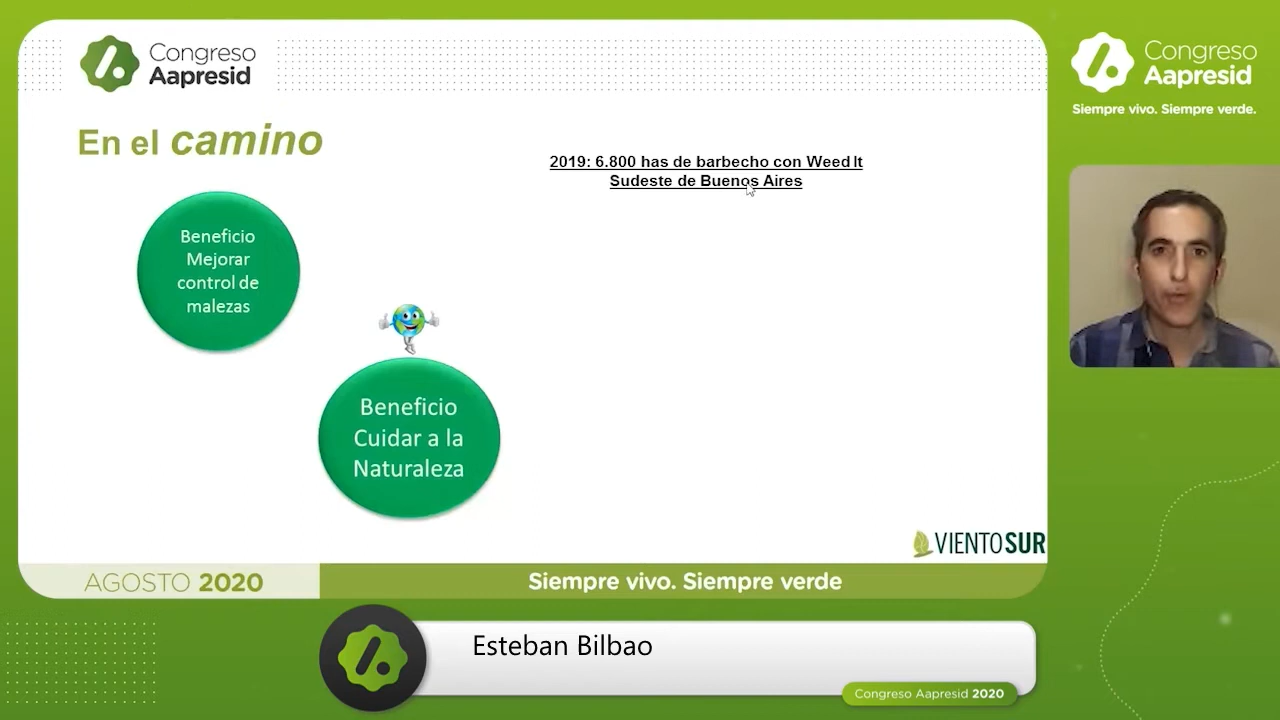 Congreso
Aapresid
Congreso
Aapresid
Siempre vivo. Siempre verde.
En el camino
2019: 6.800 has de barbecho con Weed It
Sudeste de Buenos Aires
Beneficio
Mejorar
control de
malezas
Beneficio
Cuidar a la
Naturaleza
VIENTO SUR
AGOSTO 2020
Siempre vivo. Siempre verde
Esteban Bilbao
Congreso Aapresid 2020